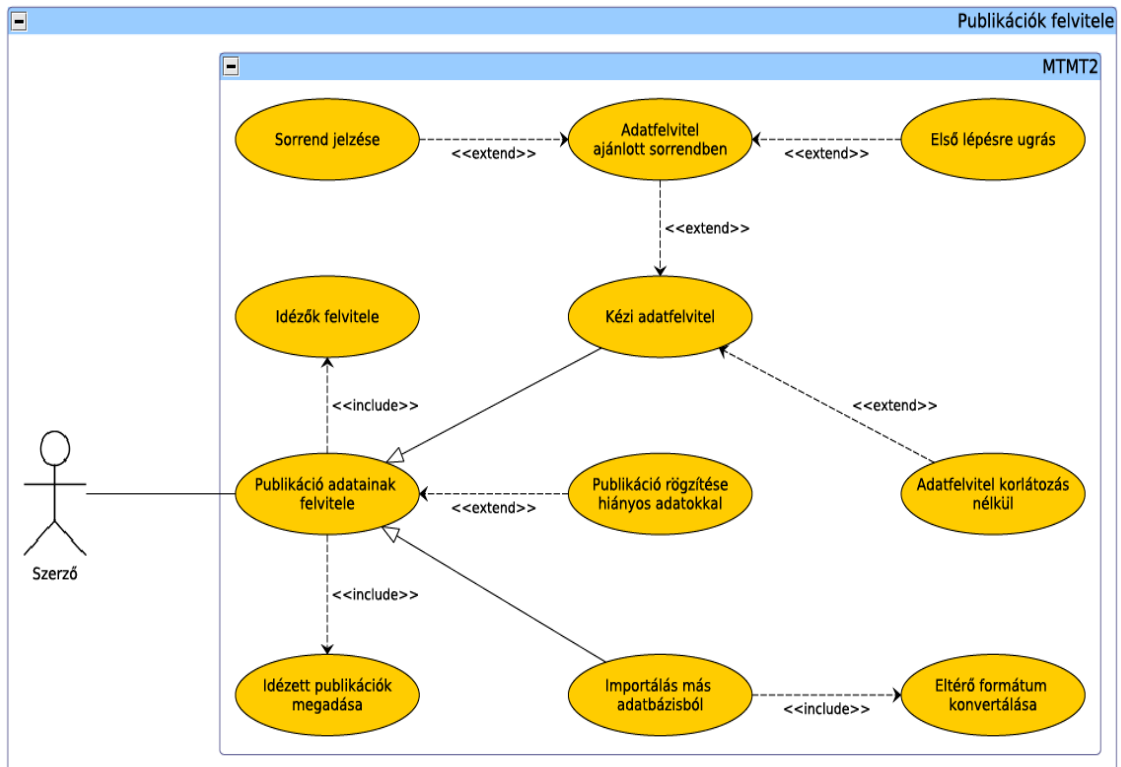 Publikációk felvitele
MTMT2
Sorrend jelzése
<<extend>>
Adatfelvitel
ajánlott sorrendben
<<extend>>
Első lépésre ugrás
<<extend>>
Idézők felvitele
Kézi adatfelvitel
<<include>>
<<extend>>
Szerző
Publikáció adatainak
felvitele
<<extend>>
Publikáció rögzítése
hiányos adatokkal
Adatfelvitel korlátozás
nélkül
<<include>>
Idézett publikációk
megadása
Importálás más
adatbázisból
<<include>>
Eltérő formátum
konvertálása